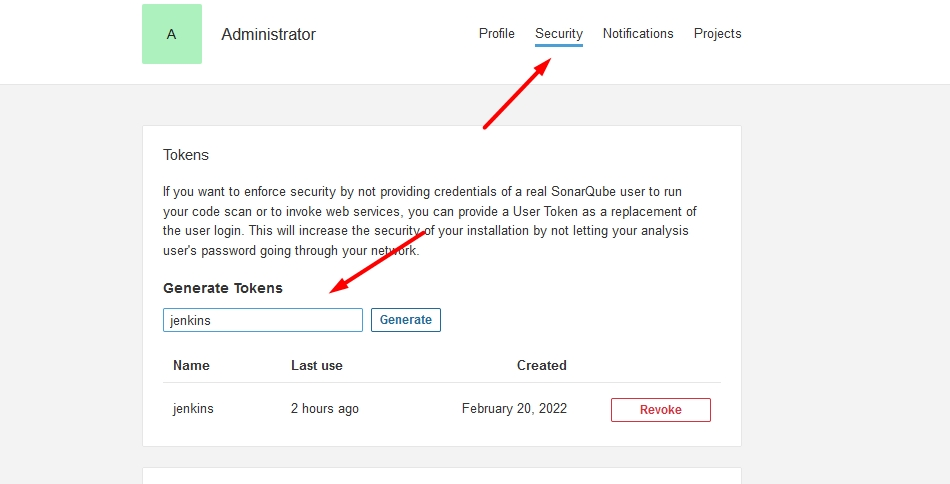 A
Administrator
Profile Security Notifications Projects
Tokens
If you want to enforce security by not providing credentials of a real SonarQube user to run
your code scan or to invoke web services, you can provide a User Token as a replacement of
the user login. This will increase the security of your installation by not letting your analysis
user's password going through your network.
Generate Tokens
jenkins Generate
Name Last use Created
jenkins 2 hours ago February 20, 2022 Revoke